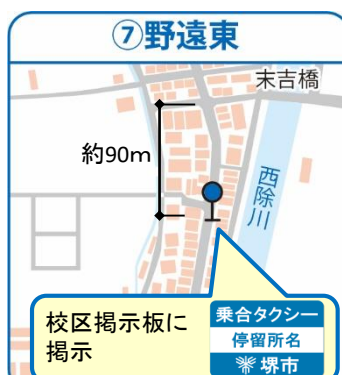 ⑦野遠東
末吉橋
約90m
西除川
校区掲示板に
掲示
乗合タクシー
停留所名
堺市